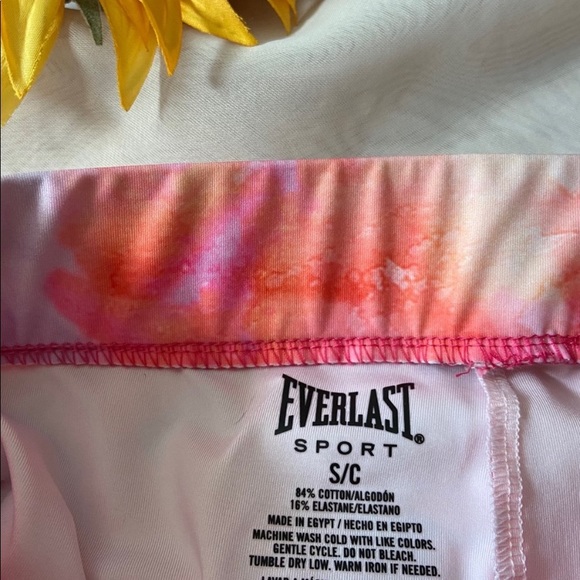 EVERLAST®
SPORT
S/C
84% COTTON/ALGODÓN
16% ELASTANE/ELASTANO
MADE IN EGYPT / HECHO EN EGIPTO
MACHINE WASH COLD WITH LIKE COLORS.
GENTLE CYCLE. DO NOT BLEACH.
TUMBLE DRY LOW. WARM IRON IF NEEDED.
LAVAR A